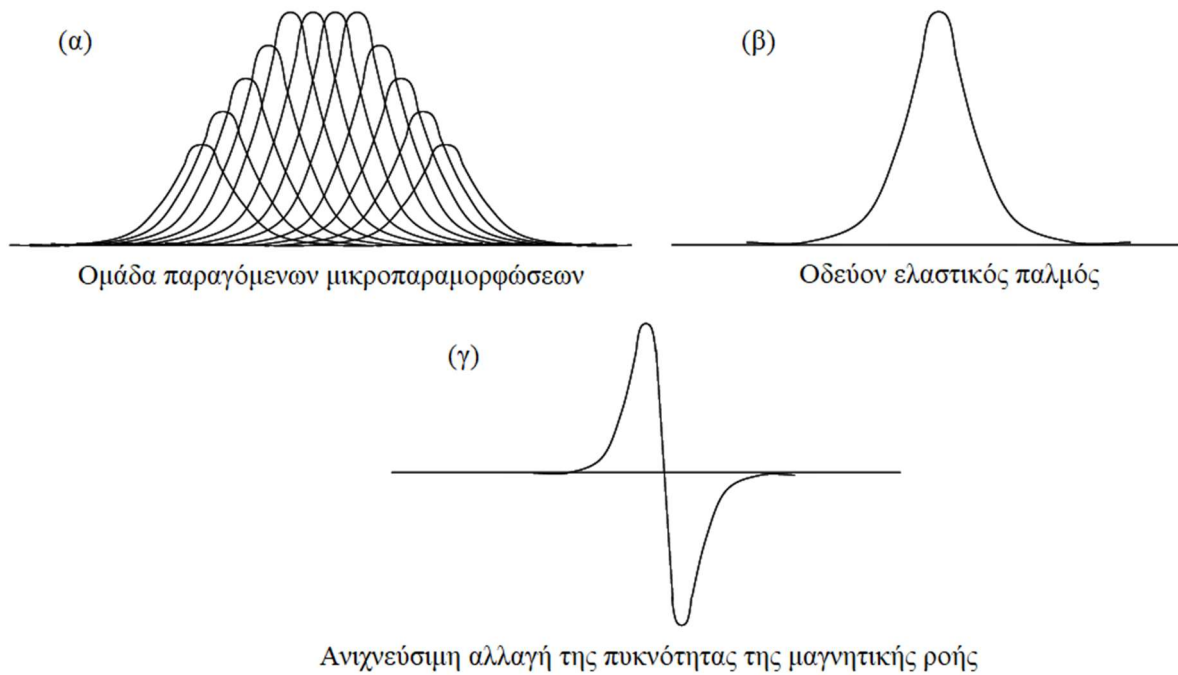 (α)
(β)
Ομάδα παραγόμενων μικροπαραμορφώσεων
Οδεύον ελαστικός παλμός
(γ)
Ανιχνεύσιμη αλλαγή της πυκνότητας της μαγνητικής ροής